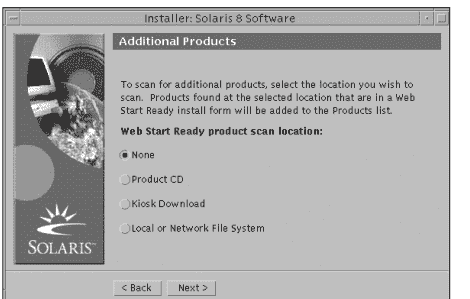 Installer: Solaris 8 Software
Additional Products
To scan for additional products, select the location you wish to
scan. Products found at the selected location that are in a Web
Start Ready install form will be added to the Products list.
Web Start Ready product scan location:
None
Product CD
Kiosk Download
Local or Network File System
SOLARIS™
< Back
Next >